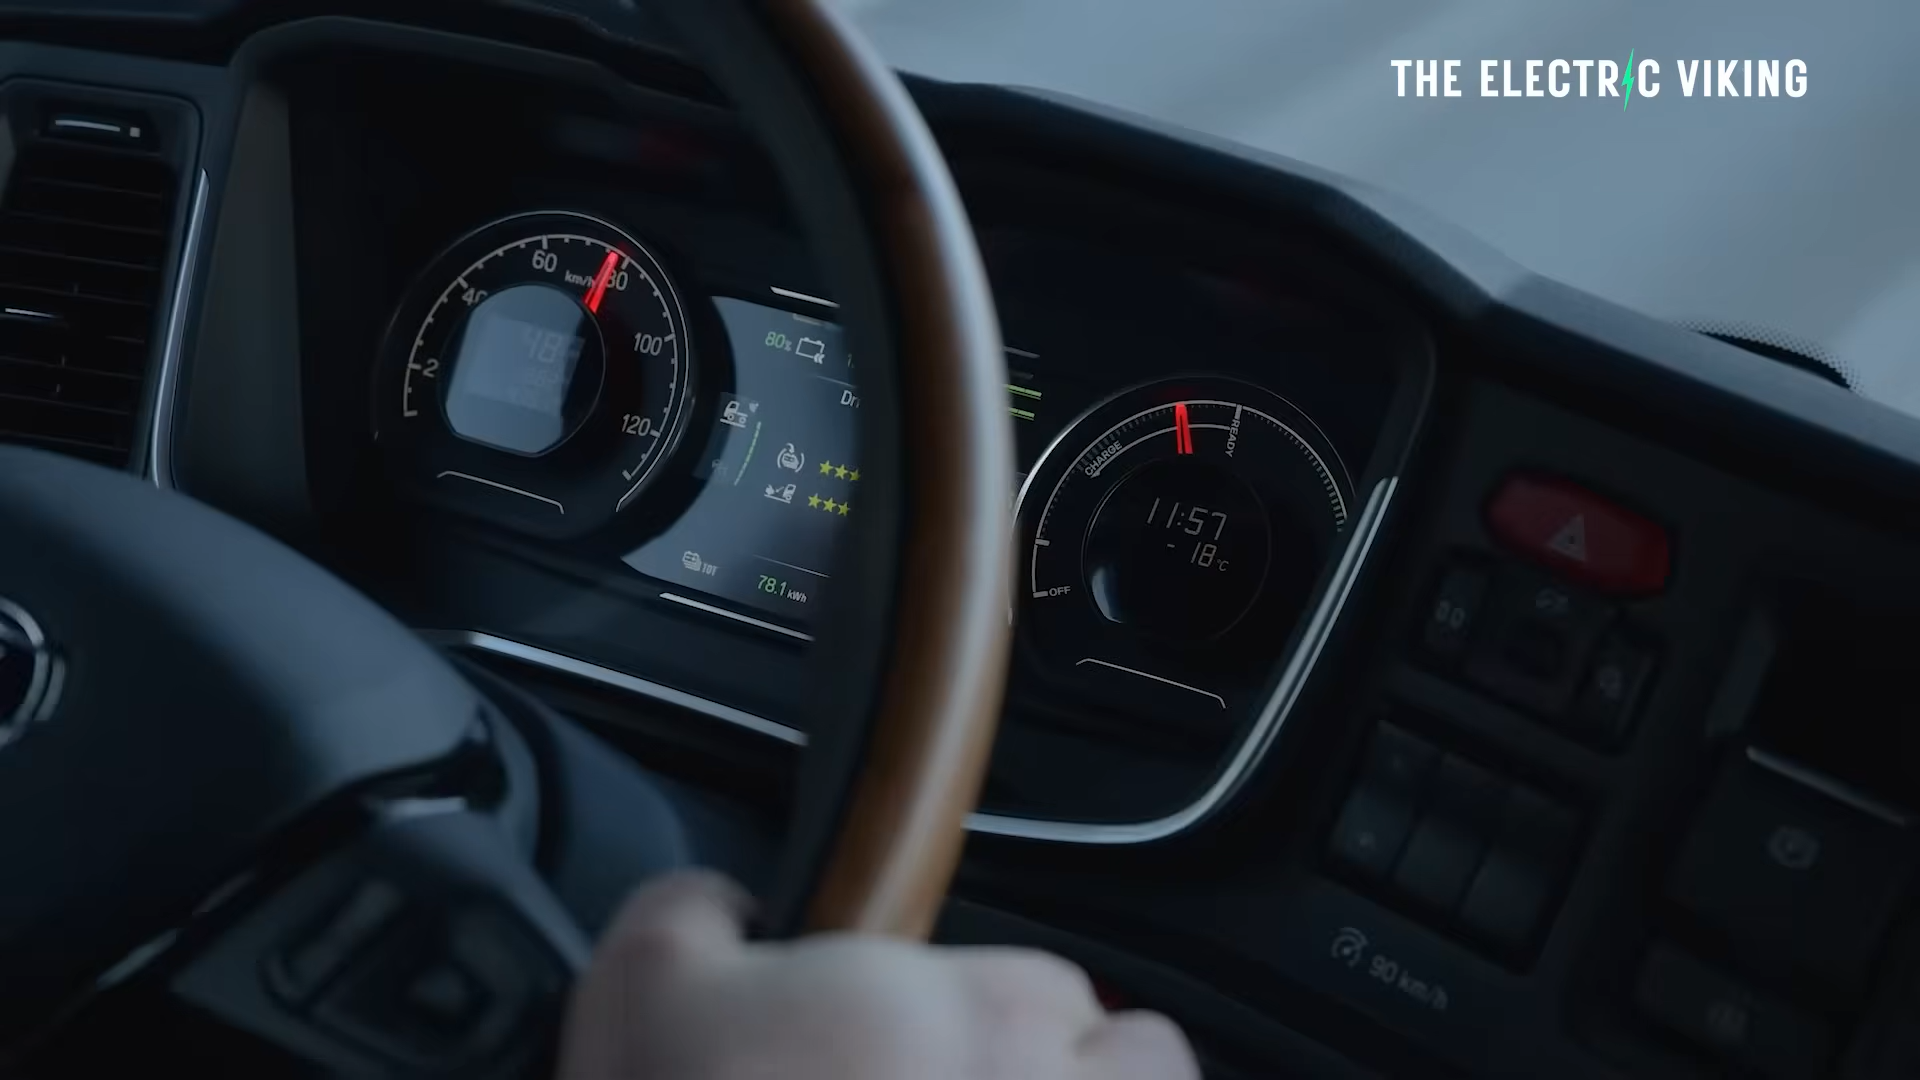 THE ELECTRIC VIKING
60
80
km/h
40
2
100
120
80%
CHARGE
READY
11:57
-18°C
OFF
TOT
78.1 kWh
90 km/h